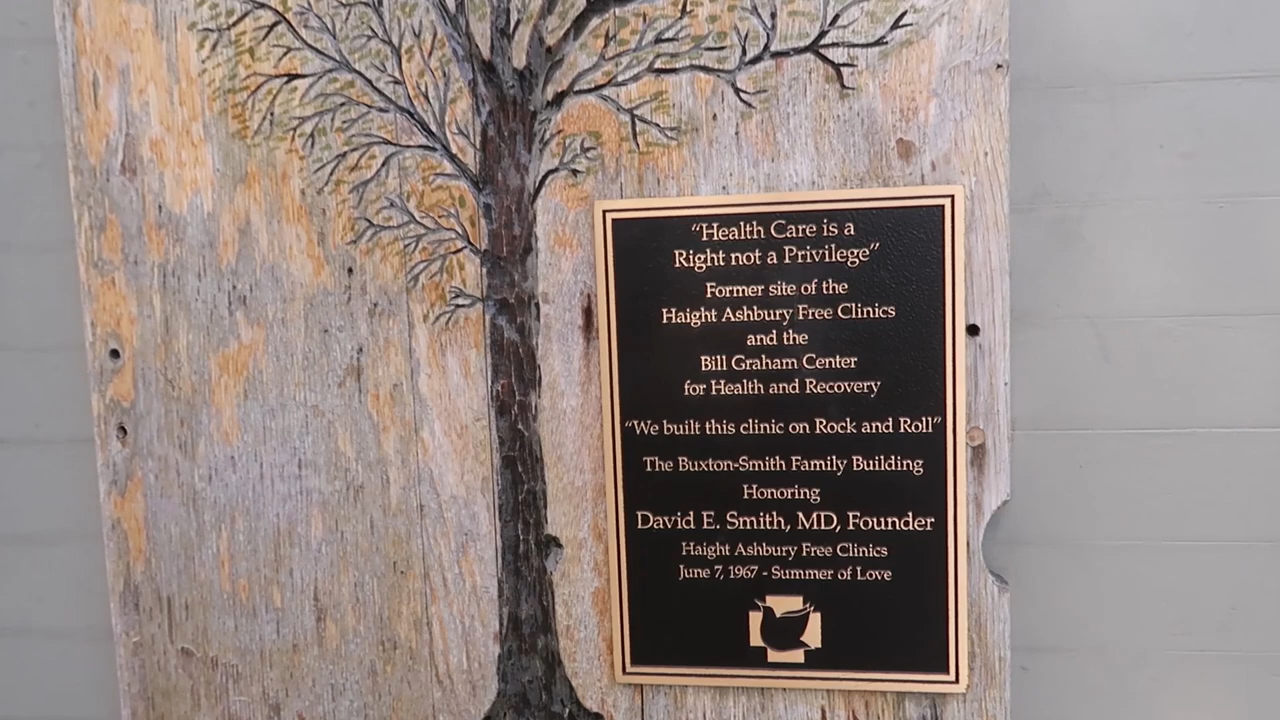 “Health Care is a
Right not a Privilege”
Former site of the
Haight Ashbury Free Clinics
and the
Bill Graham Center
for Health and Recovery
“We built this clinic on Rock and Roll”
The Buxton-Smith Family Building
Honoring
David E. Smith, MD, Founder
Haight Ashbury Free Clinics
June 7, 1967 - Summer of Love